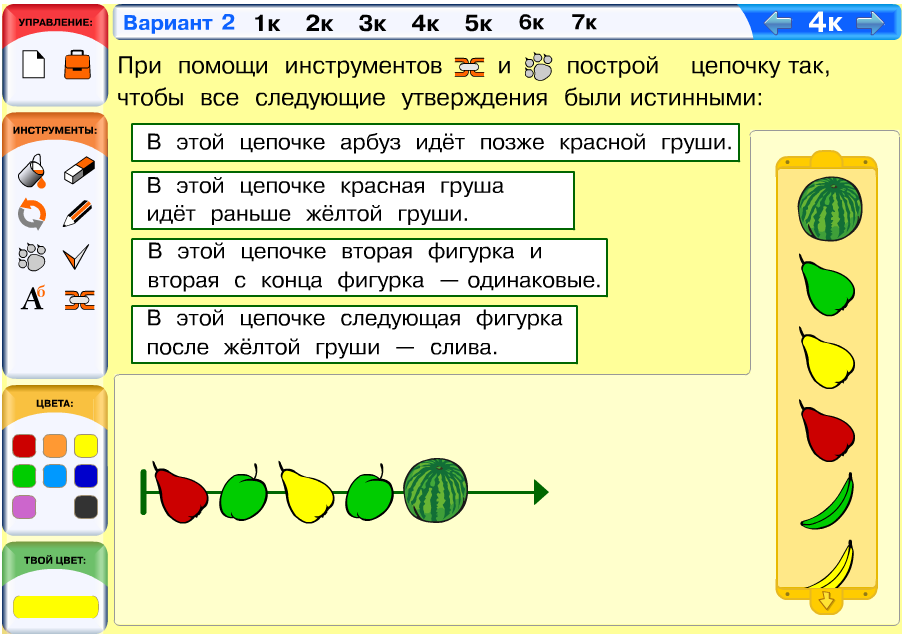 УПРАВЛЕНИЕ:
Вариант 2 1к 2к 3к 4к 5к 6к 7к
4к
При помощи инструментов и построй цепочку так,
чтобы все следующие утверждения были истинными:
ИНСТРУМЕНТЫ:
Аб
В этой цепочке арбуз идёт позже красной груши.
В этой цепочке красная груша
идёт раньше жёлтой груши.
В этой цепочке вторая фигурка и
вторая с конца фигурка — одинаковые.
В этой цепочке следующая фигурка
после жёлтой груши — слива.
ЦВЕТА:
ТВОЙ ЦВЕТ: